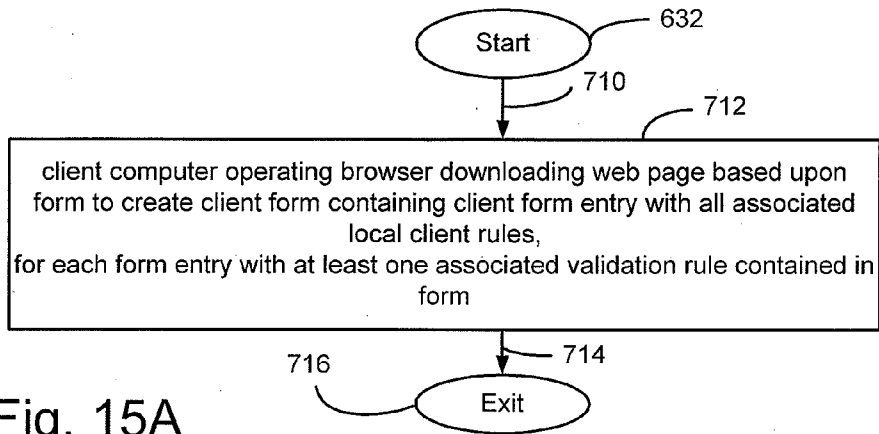 Start
632
710
712
client computer operating browser downloading web page based upon
form to create client form containing client form entry with all associated
local client rules,
for each form entry with at least one associated validation rule contained in
form
714
716
Exit
Fig. 15A